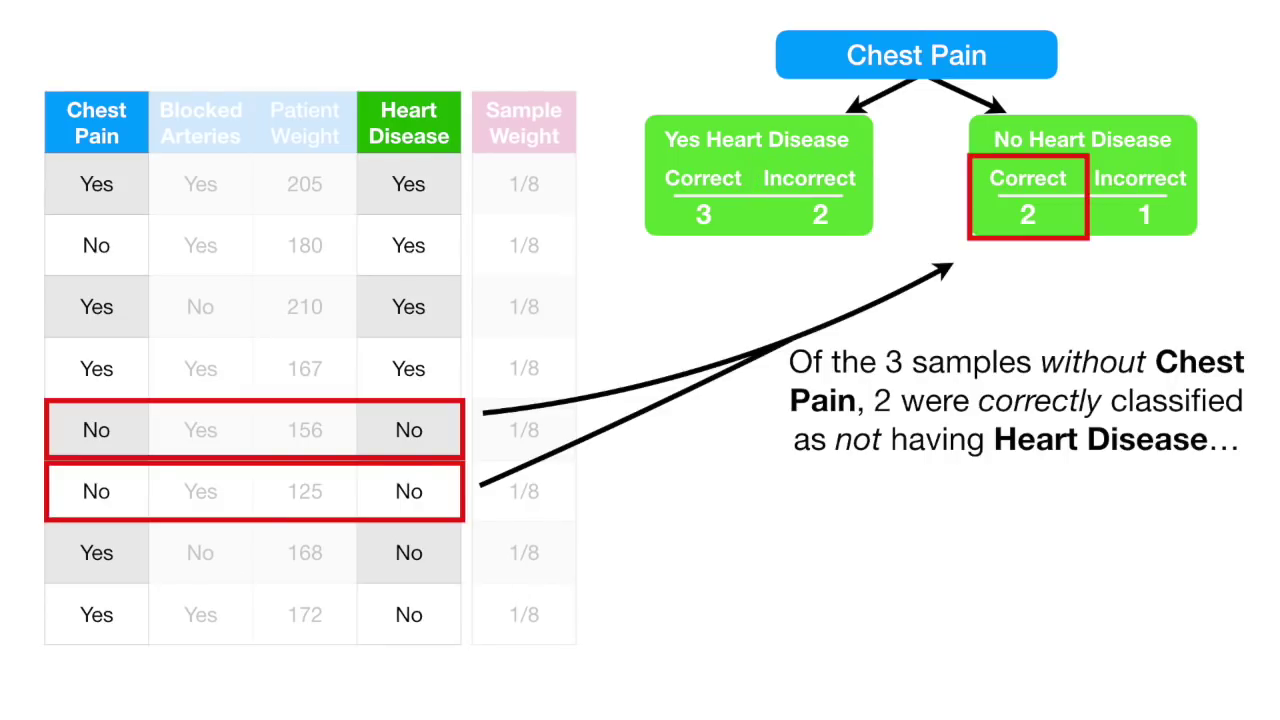 Chest Pain
Chest Pain Blocked Arteries Patient Weight Heart Disease Sample Weight
Yes Yes 205 Yes 1/8
No Yes 180 Yes 1/8
Yes No 210 Yes 1/8
Yes Yes 167 Yes 1/8
No Yes 156 No 1/8
No Yes 125 No 1/8
Yes No 168 No 1/8
Yes Yes 172 No 1/8
Yes Heart Disease
Correct Incorrect
3 2
No Heart Disease
Correct Incorrect
2 1
Of the 3 samples without Chest
Pain, 2 were correctly classified
as not having Heart Disease…